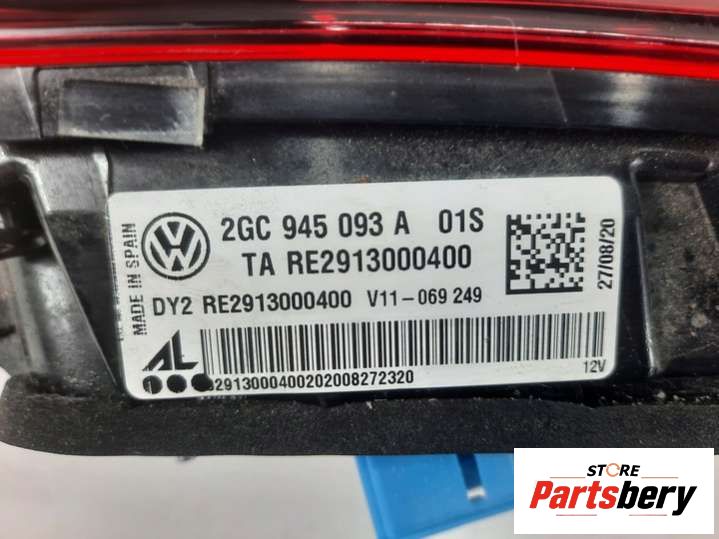 MADE IN SPAIN
2GC 945 093 A 01S
TA RE2913000400
DY2 RE2913000400 V11-069 249
27/08/20
AL
2913000400202008272320
12V
STORE
Partsbery